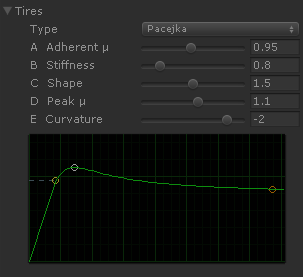 Tires
Type Pacejka
A Adherent µ 0.95
B Stiffness 0.8
C Shape 1.5
D Peak µ 1.1
E Curvature -2